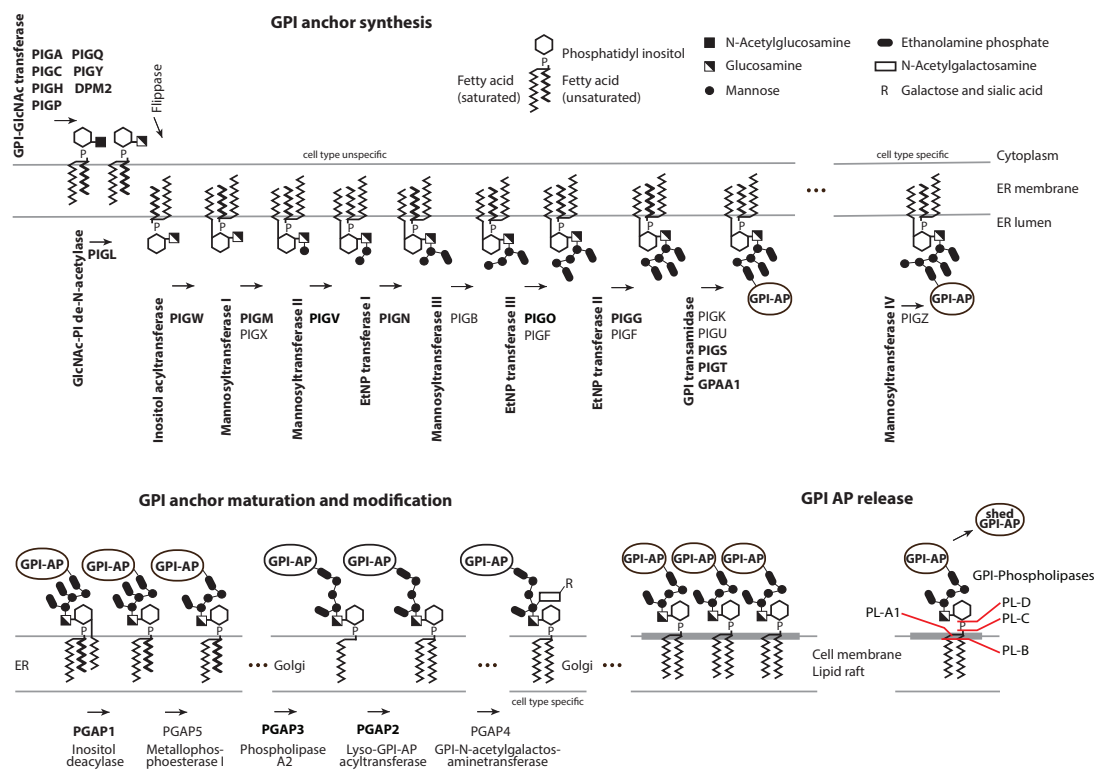 GPI anchor synthesis
GPI-GlcNAc transferase
PIGA PIGQ
PIGC PIGY
PIGH DPM2
PIGP
Flippase
Phosphatidyl inositol
P
Fatty acid
(saturated)
Fatty acid
(unsaturated)
N-Acetylglucosamine
Glucosamine
Mannose
Ethanolamine phosphate
N-Acetylgalactosamine
R Galactose and sialic acid
P P
cell type unspecific
cell type specific
Cytoplasm
ER membrane
ER lumen
P P P P P P P P P P
GPI-AP
GPI-AP
GlcNAc-PI de-N-acetylase
PIGL
Inositol acyltransferase
PIGW
Mannosyltransferase I
PIGM
PIGX
Mannosyltransferase II
PIGV
EtNP transferase I
PIGN
Mannosyltransferase III
PIGB
EtNP transferase III
PIGO
PIGF
EtNP transferase II
PIGG
PIGF
GPI transamidase
PIGK
PIGU
PIGS
PIGT
GPAA1
Mannosyltransferase IV
PIGZ
GPI anchor maturation and modification
GPI-AP GPI-AP GPI-AP
P P P
ER
GPI-AP GPI-AP GPI-AP
R
P P P
Golgi
Golgi
cell type specific
PGAP1
Inositol
deacylase
PGAP5
Metallophos-
phoesterase I
PGAP3
Phospholipase
A2
PGAP2
Lyso-GPI-AP
acyltransferase
PGAP4
GPI-N-acetylgalactos-
aminetransferase
GPI AP release
GPI-AP GPI-AP GPI-AP
P P P
Cell membrane
Lipid raft
shed
GPI-AP
GPI-AP
GPI-Phospholipases
PL-A1
PL-D
PL-C
P
PL-B